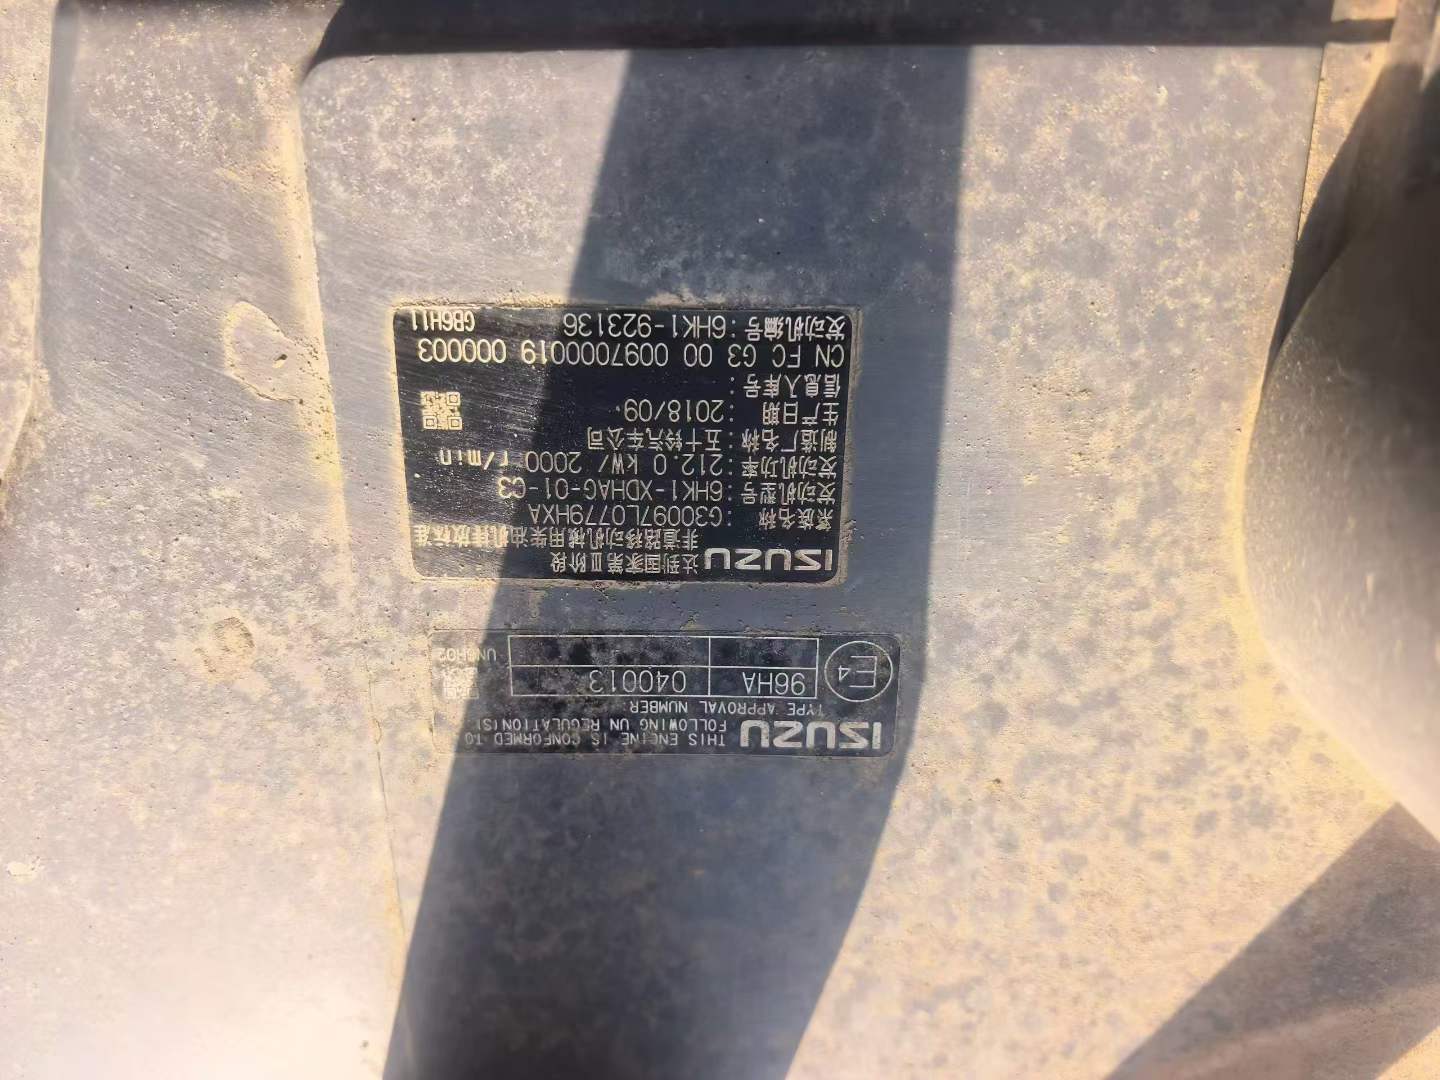 ISUZU THIS ENGINE IS CONFORMED TO
FOLLOWING UN REGULATION(S)
TYPE APPROVAL NUMBER:
E4 96HA 040013
- -
UN6H02
ISUZU 达到国家第Ⅲ阶段
非道路移动机械用柴油机排放标准
系族名称 :G30097L0779HXA
发动机型号 :6HK1-XDHAG-01-G3
发动机功率 :212.0 kW/ 2000 r/min
制造厂名称 :五十铃汽车公司
生产日期 :2018/09
信息入库号 :
CN FC G3 00 0097000019 000003
发动机编号 :6HK1-923136 GB6H11